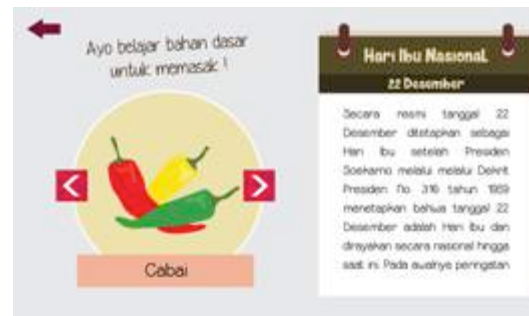 Ayo belajar bahan dasar
untuk memasak !
Cabai
Hari Ibu Nasional
22 Desember
Secara resmi tanggal 22
Desember ditetapkan sebagai
Hari Ibu setelah Presiden
Soekarno melalui melalui Dekrit
Presiden No 316 tahun 1959
menetapkan bahwa tanggal 22
Desember adalah Hari Ibu dan
dirayakan secara nasional hingga
saat ini. Pada awalnya peringatan